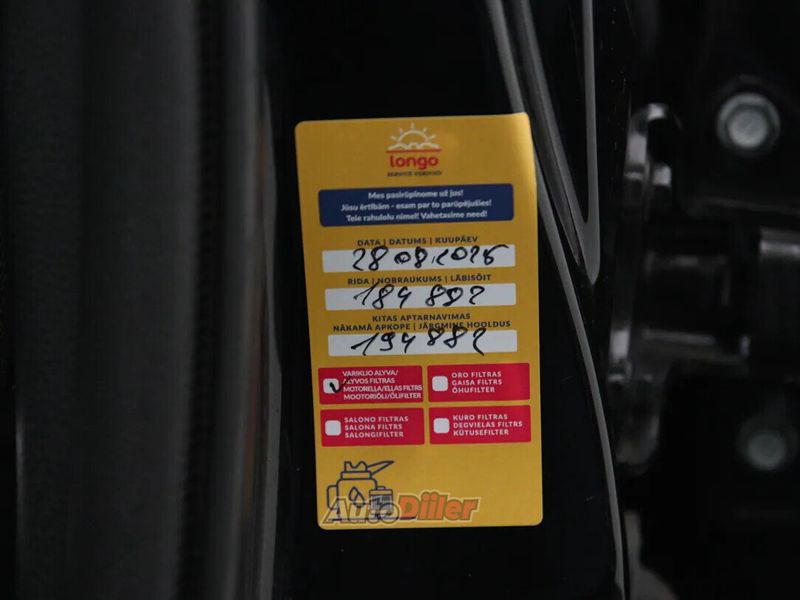 longo
SERVICE VERIFIED
Mes pasirūpinome už jus!
Jūsu ērtībām - esam par to parūpējušies!
Teie rahulolu nimel! Vahetasime need!
DATA | DATUMS | KUUPÄEV
28 08.2025
RIDA | NOBRAUKUMS | LÄBISÕIT
184 882
KITAS APTARNAVIMAS
NĀKAMĀ APKOPE | JÄRGMINE HOOLDUS
194 882
VARIKLIO ALYVA/
ALYVOS FILTRAS
MOTOREĻĻA/EĻĻAS FILTRS
MOOTORIÕLI/ÕLIFILTER
ORO FILTRAS
GAISA FILTRS
ÕHUFILTER
SALONO FILTRAS
SALONA FILTRS
SALONGIFILTER
KURO FILTRAS
DEGVIELAS FILTRS
KÜTUSEFILTER
AutoDiiler